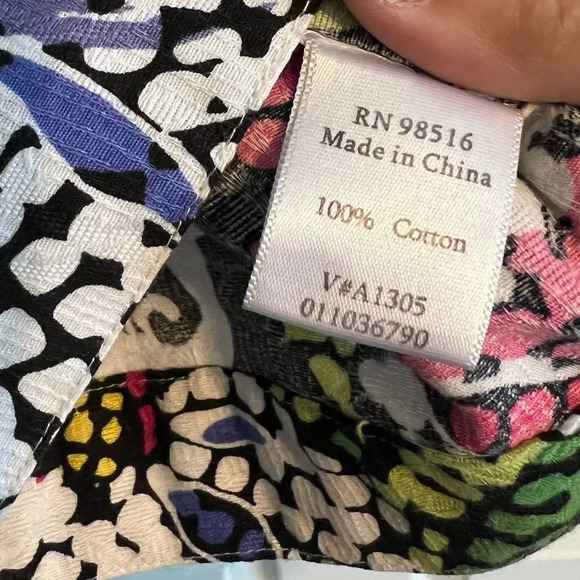 RN 98516
Made in China
100% Cotton
V#A1305
011036790